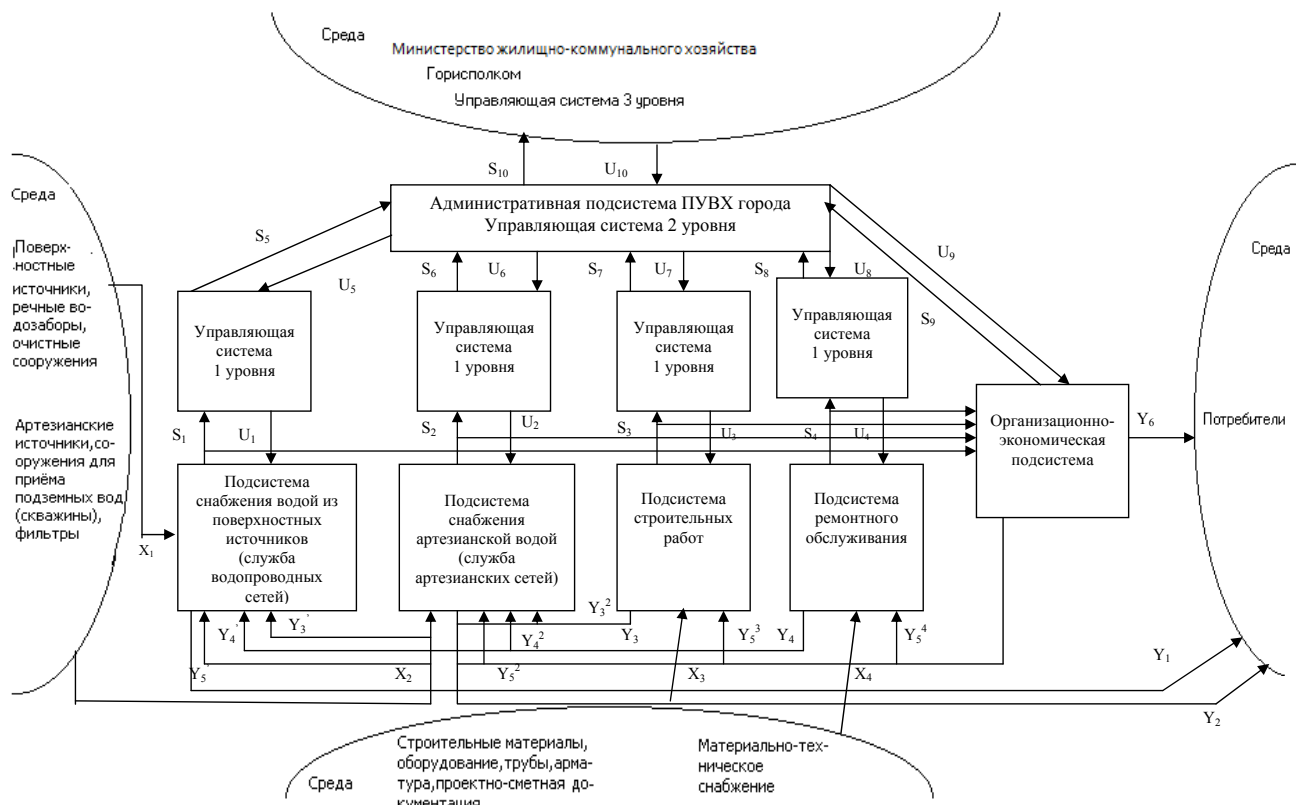 Среда
Министерство жилищно-коммунального хозяйства
Горисполком
Управляющая система 3 уровня
S10
U10
Среда
Поверх-
.ностные
источники,
речные во-
дозаборы,
очистные
сооружения
Артезианские
источники,со-
оружения для
приёма
подземных вод
(скважины),
фильтры
X1
Административная подсистема ПУВХ города
Управляющая система 2 уровня
S5
U5
S6
U6
S7
U7
S8
U8
U9
S9
Управляющая
система
1 уровня
Управляющая
система
1 уровня
Управляющая
система
1 уровня
Управляющая
система
1 уровня
S1
U1
S2
U2
S3
U3
S4
U4
Организационно-
экономическая
подсистема
Y6
Среда
Потребители
Подсистема
снабжения водой из
поверхностных
источников
(служба
водопроводных
сетей)
Подсистема
снабжения
артезианской водой
(служба
артезианских сетей)
Подсистема
строительных
работ
Подсистема
ремонтного
обслуживания
Y4'
Y3'
Y4²
Y3²
Y3
Y5³
Y4
Y5⁴
Y5
X2
Y5²
X3
X4
Y1
Y2
Строительные материалы,
оборудование,трубы,арма-
тура,проектно-сметная до-
кументация
Среда
Материально-тех-
ническое
снабжение